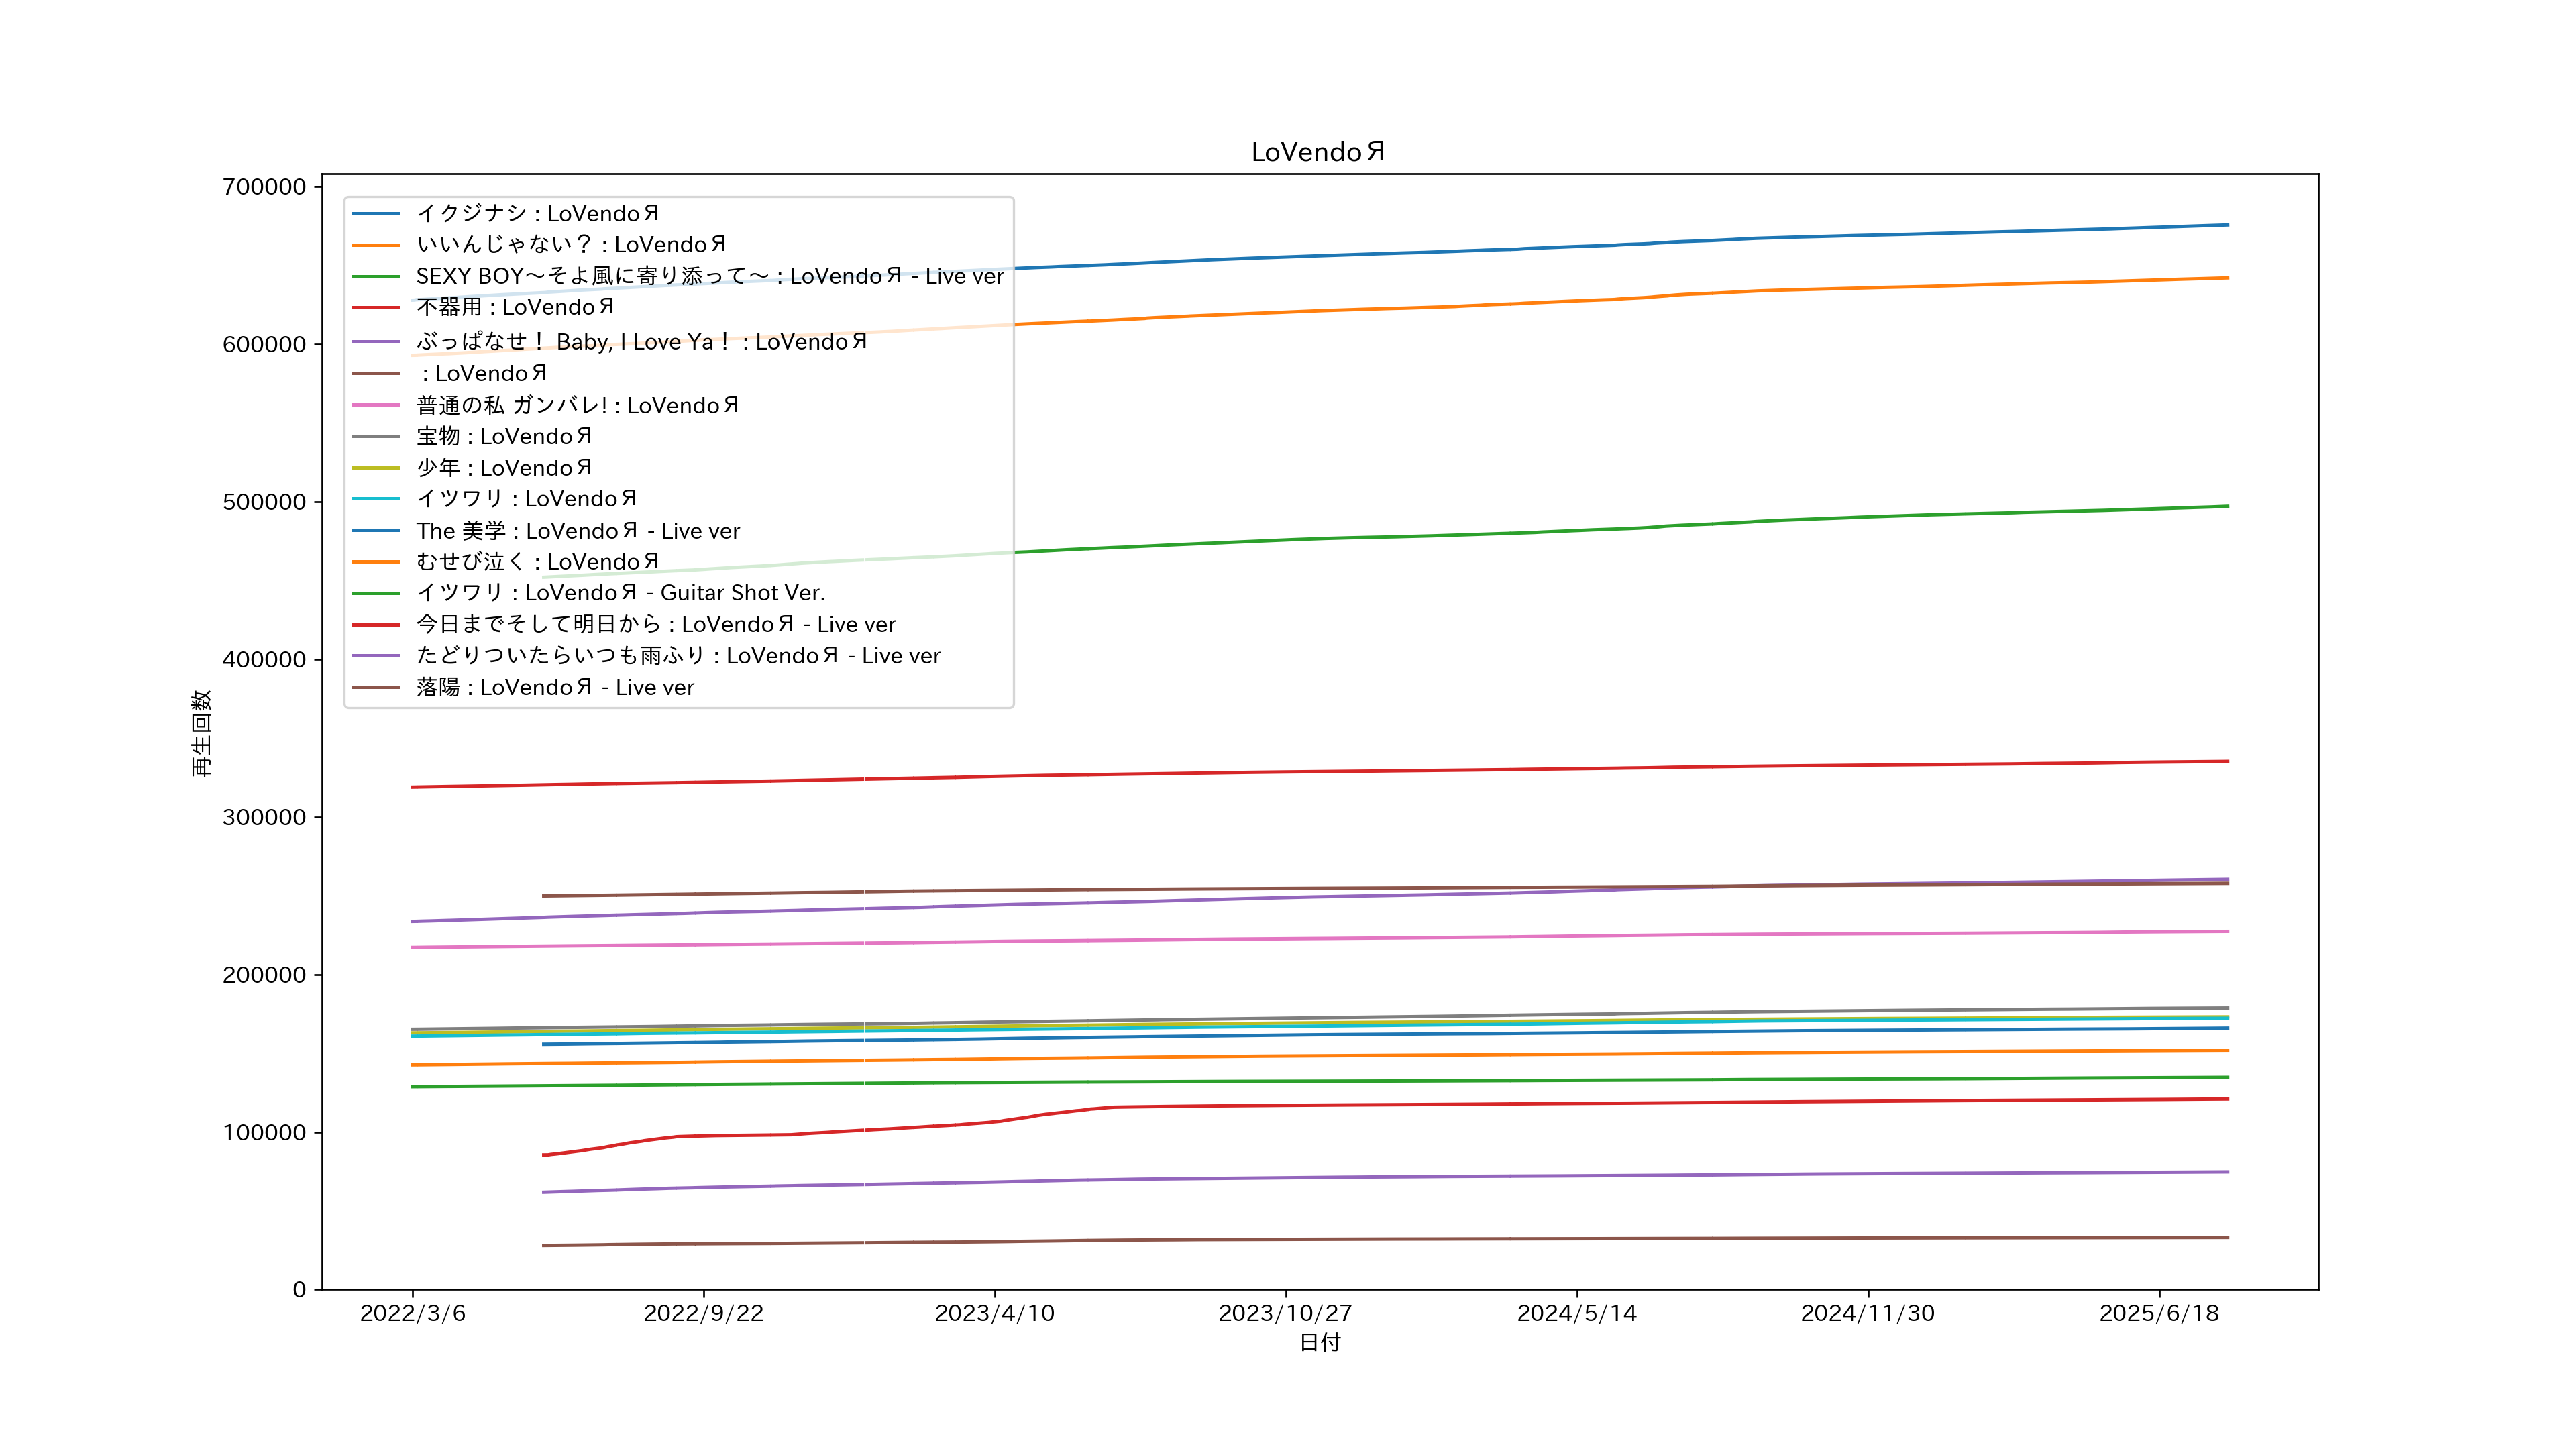 LoVendoЯ
700000
600000
500000
400000
300000
200000
100000
0
再生回数
イクジナシ : LoVendoЯ
いいんじゃない？ : LoVendoЯ
SEXY BOY〜そよ風に寄り添って〜 : LoVendoЯ - Live ver
不器用 : LoVendoЯ
ぶっぱなせ！ Baby, I Love Ya！ : LoVendoЯ
: LoVendoЯ
普通の私 ガンバレ! : LoVendoЯ
宝物 : LoVendoЯ
少年 : LoVendoЯ
イツワリ : LoVendoЯ
The 美学 : LoVendoЯ - Live ver
むせび泣く : LoVendoЯ
イツワリ : LoVendoЯ - Guitar Shot Ver.
今日までそして明日から : LoVendoЯ - Live ver
たどりついたらいつも雨ふり : LoVendoЯ - Live ver
落陽 : LoVendoЯ - Live ver
2022/3/6 2022/9/22 2023/4/10 2023/10/27 2024/5/14 2024/11/30 2025/6/18
日付